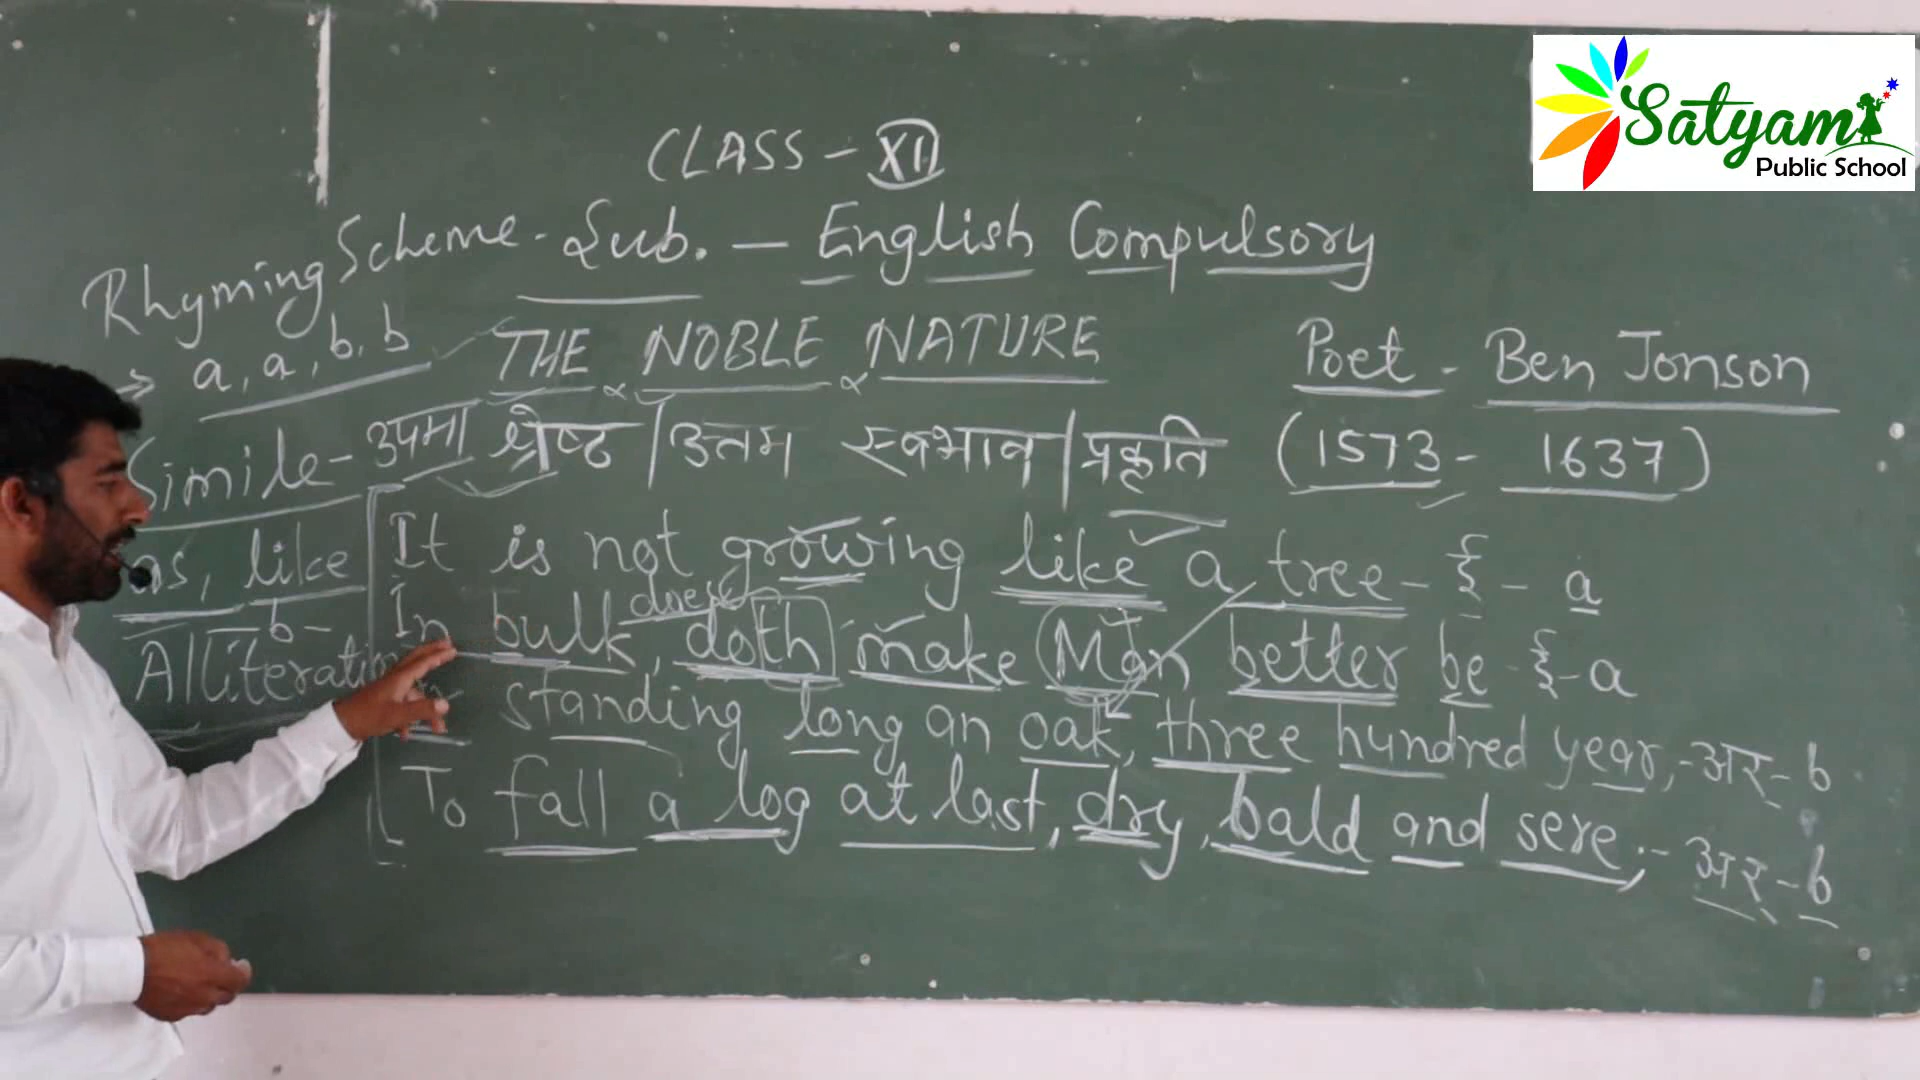 Satyam
Public School
CLASS - XII
Rhyming Scheme - Sub. — English Compulsory
→ a, a, b, b
THE NOBLE NATURE
Poet - Ben Jonson
Simile - उपमा
श्रेष्ठ / उत्तम स्वभाव / प्रकृति (1573 - 1637)
as, like
It is not growing like a tree - ई - a
does
In bulk, doth make Man better be - ई - a
b -
Alliteration
Or standing long an oak, three hundred year, - अर - b
To fall a log at last, dry, bald and sere; - अर - b